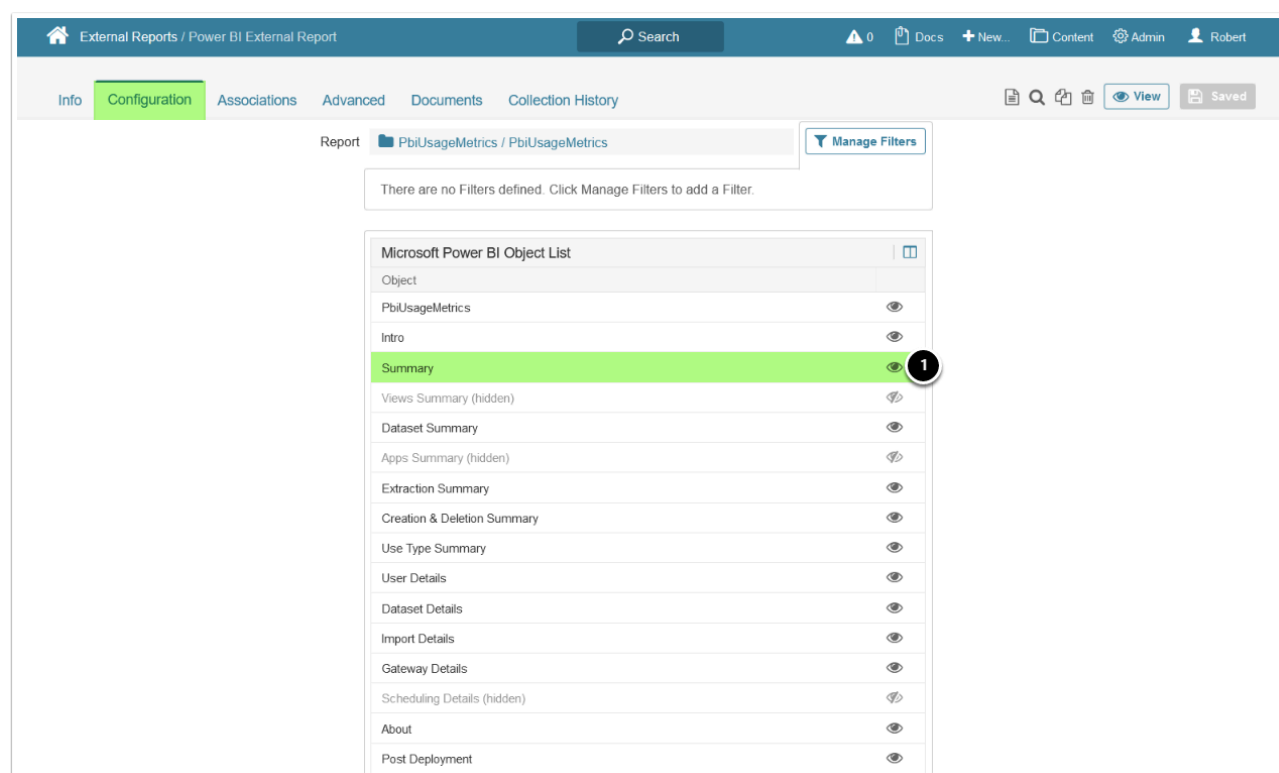 External Reports / Power BI External Report Search 0 Docs New... Content Admin Robert
Info Configuration Associations Advanced Documents Collection History View Saved
Report PbiUsageMetrics / PbiUsageMetrics Manage Filters
There are no Filters defined. Click Manage Filters to add a Filter.
Microsoft Power BI Object List
Object
PbiUsageMetrics
Intro
Summary 1
Views Summary (hidden)
Dataset Summary
Apps Summary (hidden)
Extraction Summary
Creation & Deletion Summary
Use Type Summary
User Details
Dataset Details
Import Details
Gateway Details
Scheduling Details (hidden)
About
Post Deployment